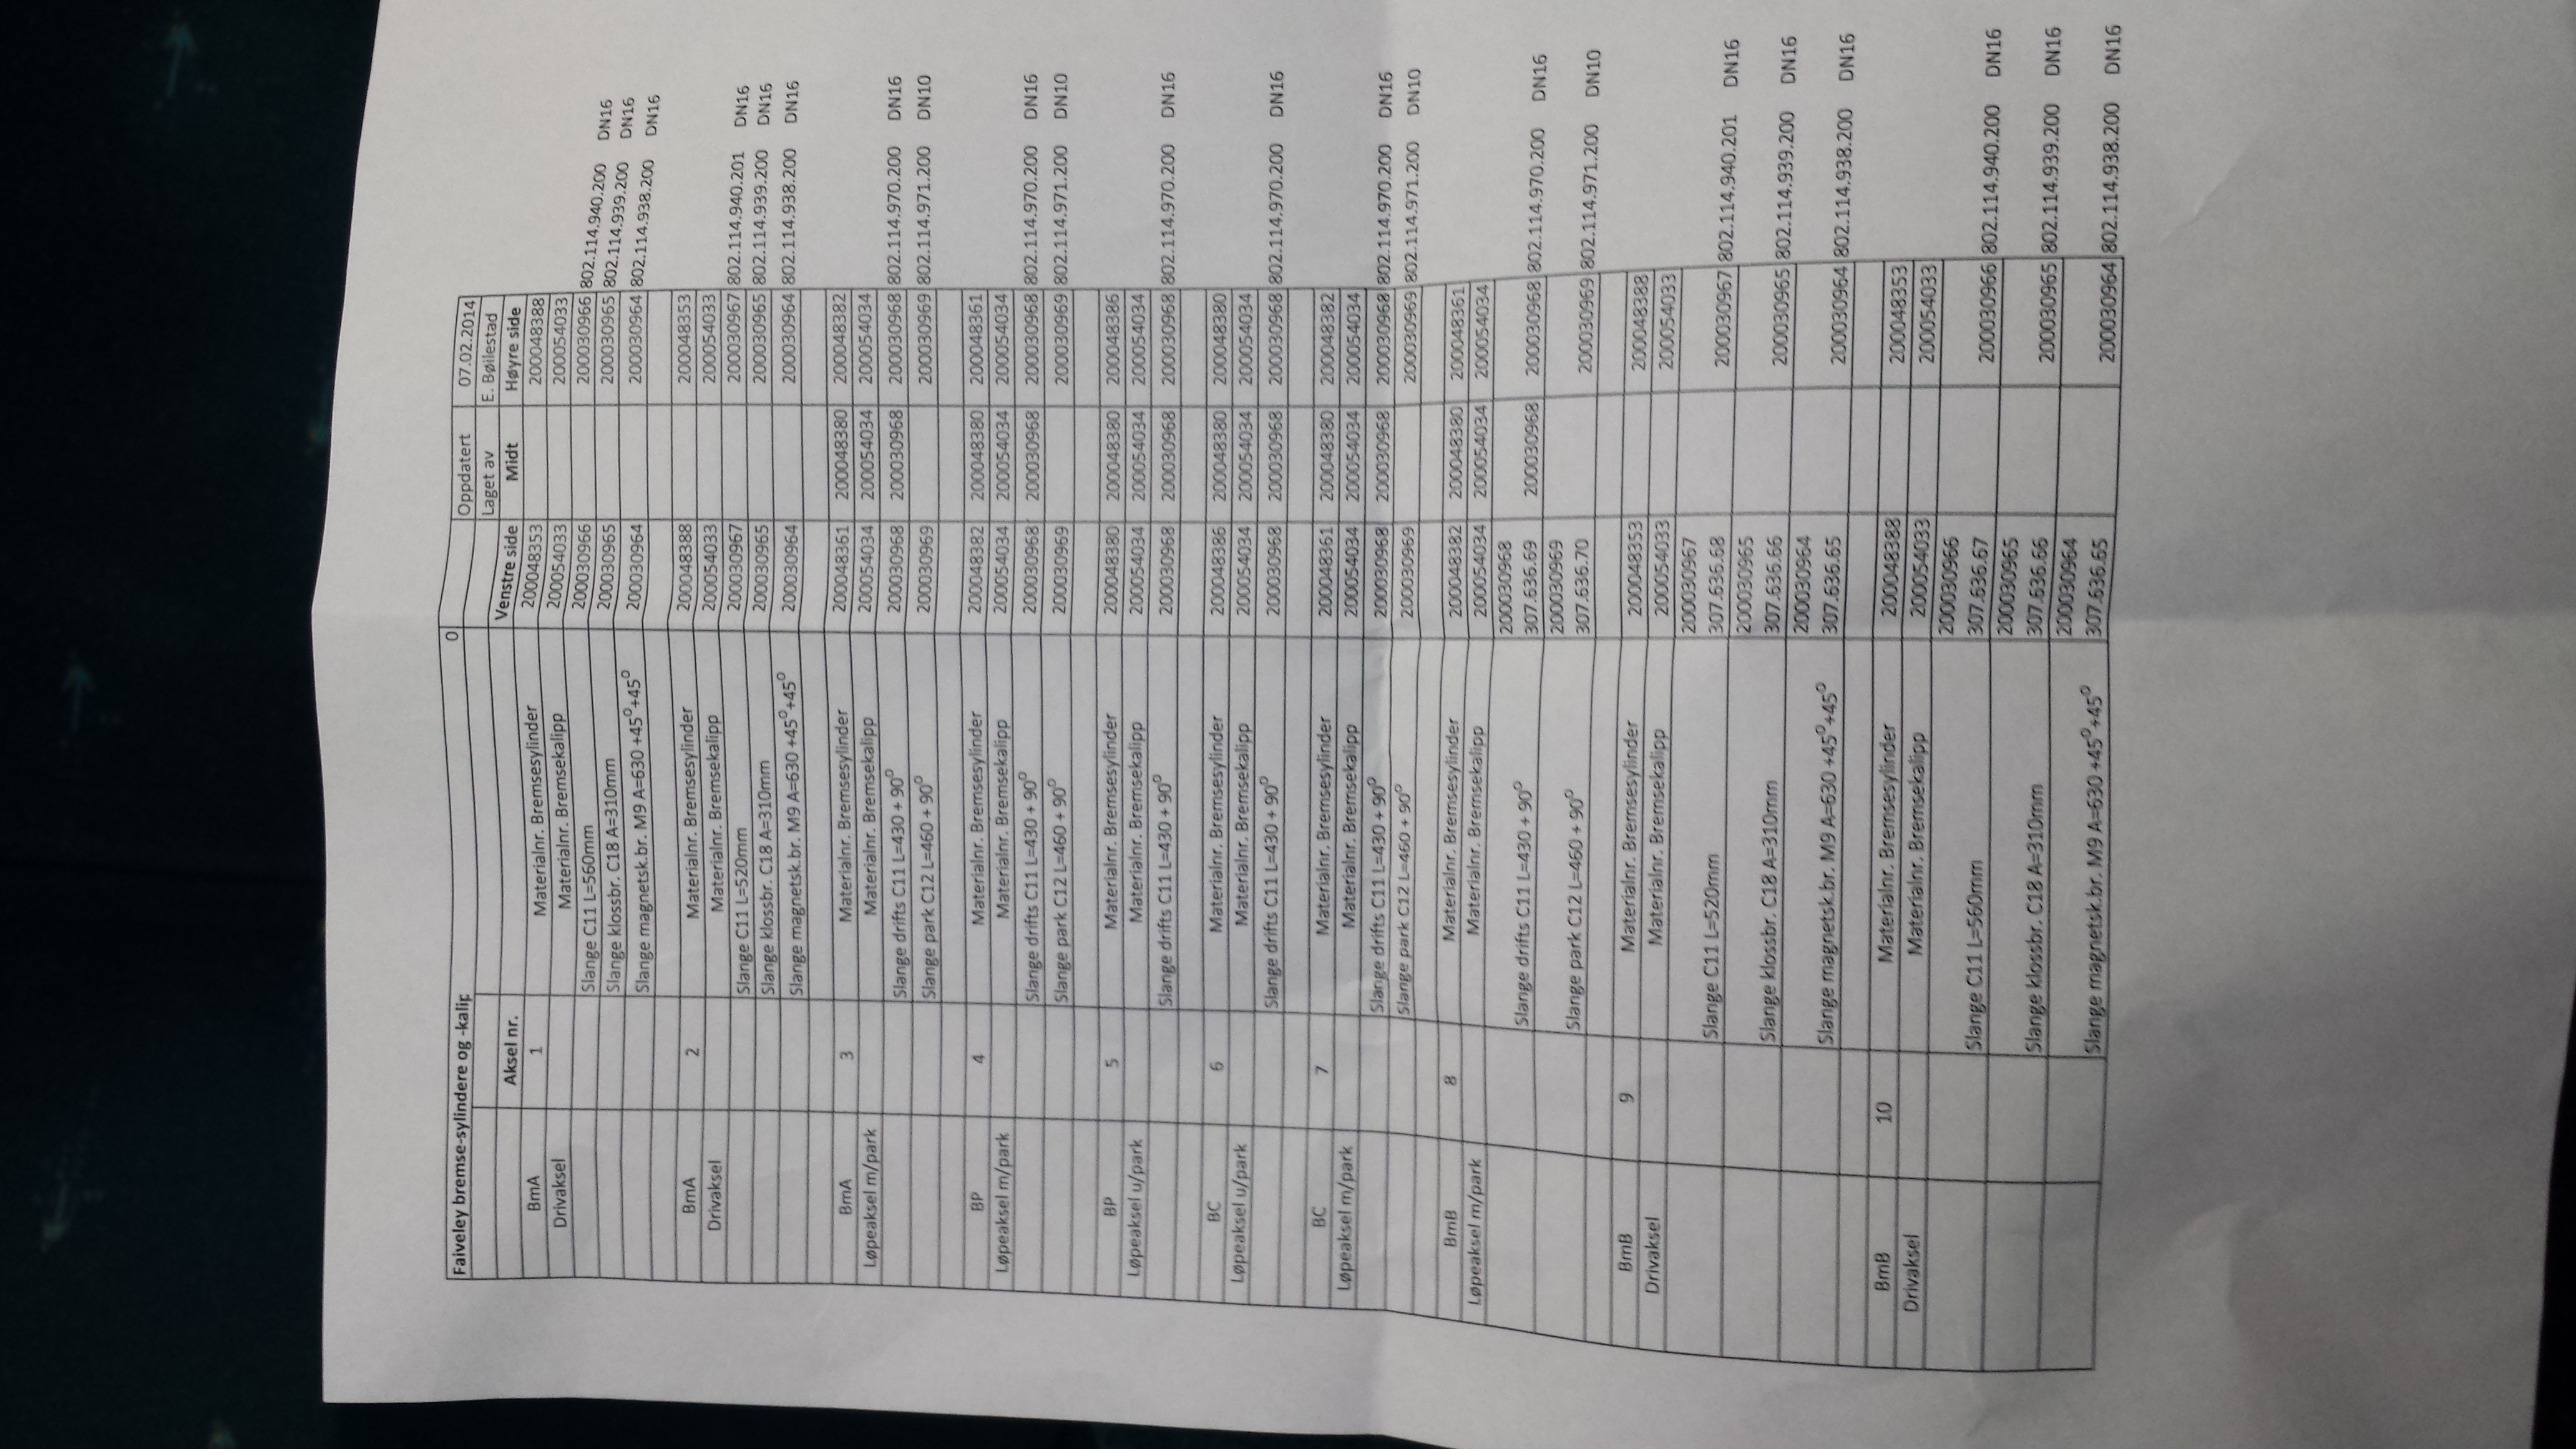 Faiveley bremse-sylindere og -kalip 0 Oppdatert 07.02.2014
Laget av E. Bøilestad
Aksel nr. Venstre side Midt Høyre side
BmA 1 Materialnr. Bremsesylinder 200048353 200048388
Drivaksel Materialnr. Bremsekalipp 200054033 200054033
Slange C11 L=560mm 200030966 200030966 802.114.940.200 DN16
Slange klossbr. C18 A=310mm 200030965 200030965 802.114.939.200 DN16
Slange magnetsk.br. M9 A=630 +45°+45° 200030964 200030964 802.114.938.200 DN16
BmA 2 Materialnr. Bremsesylinder 200048388 200048353
Drivaksel Materialnr. Bremsekalipp 200054033 200054033
Slange C11 L=520mm 200030967 200030967 802.114.940.201 DN16
Slange klossbr. C18 A=310mm 200030965 200030965 802.114.939.200 DN16
Slange magnetsk.br. M9 A=630 +45°+45° 200030964 200030964 802.114.938.200 DN16
BmA 3 Materialnr. Bremsesylinder 200048361 200048380 200048382
Løpeaksel m/park Materialnr. Bremsekalipp 200054034 200054034 200054034
Slange drifts C11 L=430 + 90° 200030968 200030968 200030968 802.114.970.200 DN16
Slange park C12 L=460 + 90° 200030969 200030969 802.114.971.200 DN10
BP 4 Materialnr. Bremsesylinder 200048382 200048380 200048361
Løpeaksel m/park Materialnr. Bremsekalipp 200054034 200054034 200054034
Slange drifts C11 L=430 + 90° 200030968 200030968 200030968 802.114.970.200 DN16
Slange park C12 L=460 + 90° 200030969 200030969 802.114.971.200 DN10
BP 5 Materialnr. Bremsesylinder 200048380 200048380 200048386
Løpeaksel u/park Materialnr. Bremsekalipp 200054034 200054034 200054034
Slange drifts C11 L=430 + 90° 200030968 200030968 200030968 802.114.970.200 DN16
BC 6 Materialnr. Bremsesylinder 200048386 200048380 200048380
Løpeaksel u/park Materialnr. Bremsekalipp 200054034 200054034 200054034
Slange drifts C11 L=430 + 90° 200030968 200030968 200030968 802.114.970.200 DN16
BC 7 Materialnr. Bremsesylinder 200048361 200048380 200048382
Løpeaksel m/park Materialnr. Bremsekalipp 200054034 200054034 200054034
Slange drifts C11 L=430 + 90° 200030968 200030968 200030968 802.114.970.200 DN16
Slange park C12 L=460 + 90° 200030969 200030969 802.114.971.200 DN10
BmB 8 Materialnr. Bremsesylinder 200048382 200048380 200048361
Løpeaksel m/park Materialnr. Bremsekalipp 200054034 200054034 200054034
200030968
Slange drifts C11 L=430 + 90° 307.636.69 200030968 200030968 802.114.970.200 DN16
200030969
Slange park C12 L=460 + 90° 307.636.70 200030969 802.114.971.200 DN10
BmB 9 Materialnr. Bremsesylinder 200048353 200048388
Drivaksel Materialnr. Bremsekalipp 200054033 200054033
200030967
Slange C11 L=520mm 307.636.68 200030967 802.114.940.201 DN16
200030965
Slange klossbr. C18 A=310mm 307.636.66 200030965 802.114.939.200 DN16
200030964
Slange magnetsk.br. M9 A=630 +45°+45° 307.636.65 200030964 802.114.938.200 DN16
BmB 10 Materialnr. Bremsesylinder 200048388 200048353
Drivaksel Materialnr. Bremsekalipp 200054033 200054033
200030966
Slange C11 L=560mm 307.636.67 200030966 802.114.940.200 DN16
200030965
Slange klossbr. C18 A=310mm 307.636.66 200030965 802.114.939.200 DN16
200030964
Slange magnetsk.br. M9 A=630 +45°+45° 307.636.65 200030964 802.114.938.200 DN16